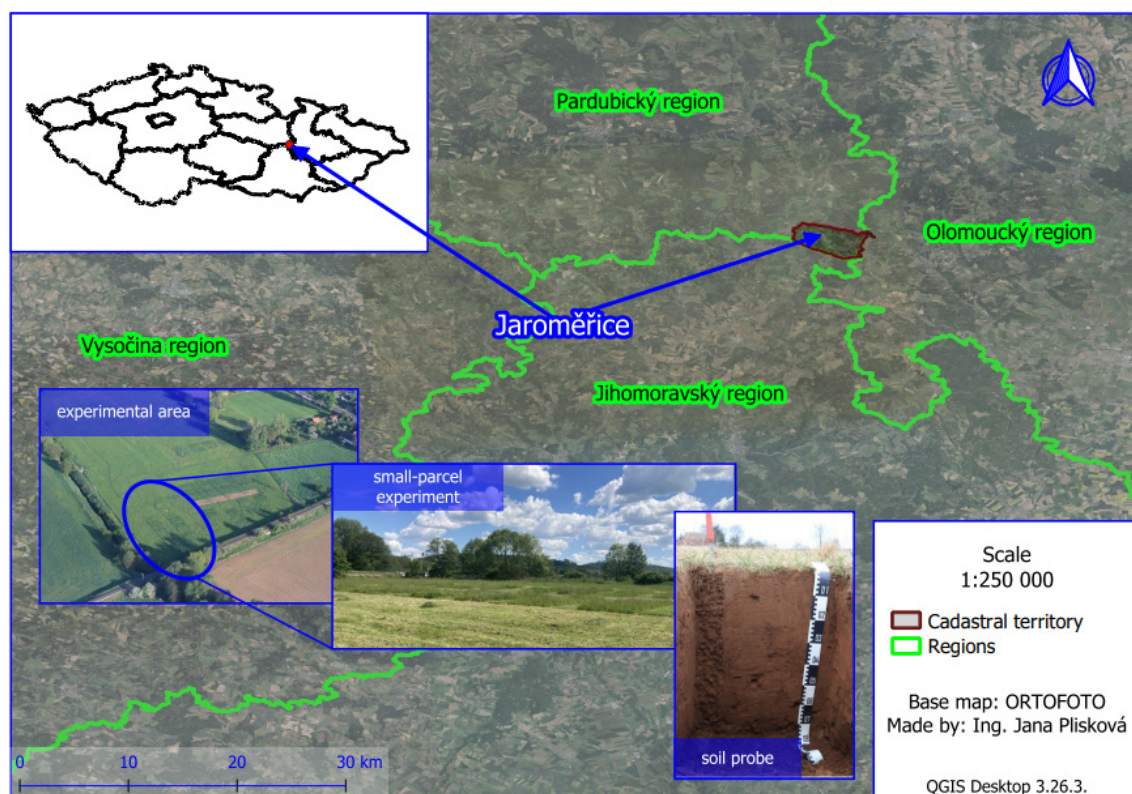 Pardubický region
Olomoucký region
Jaroměřice
Vysočina region
Jihomoravský region
experimental area
small-parcel
experiment
soil probe
Scale
1:250 000
Cadastral territory
Regions
Base map: ORTOFOTO
Made by: Ing. Jana Plisková
QGIS Desktop 3.26.3.
0 10 20 30 km